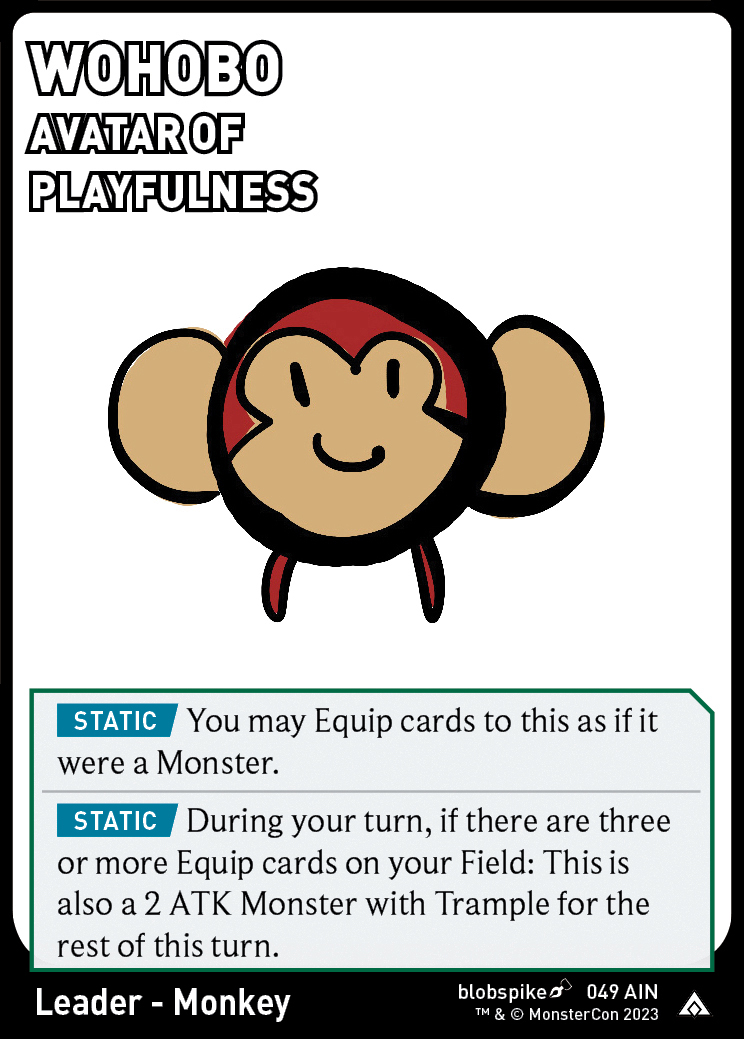 WOHOBO
AVATAR OF
PLAYFULNESS
STATIC You may Equip cards to this as if it
were a Monster.
STATIC During your turn, if there are three
or more Equip cards on your Field: This is
also a 2 ATK Monster with Trample for the
rest of this turn.
Leader - Monkey
blobspike 049 AIN
™ & © MonsterCon 2023